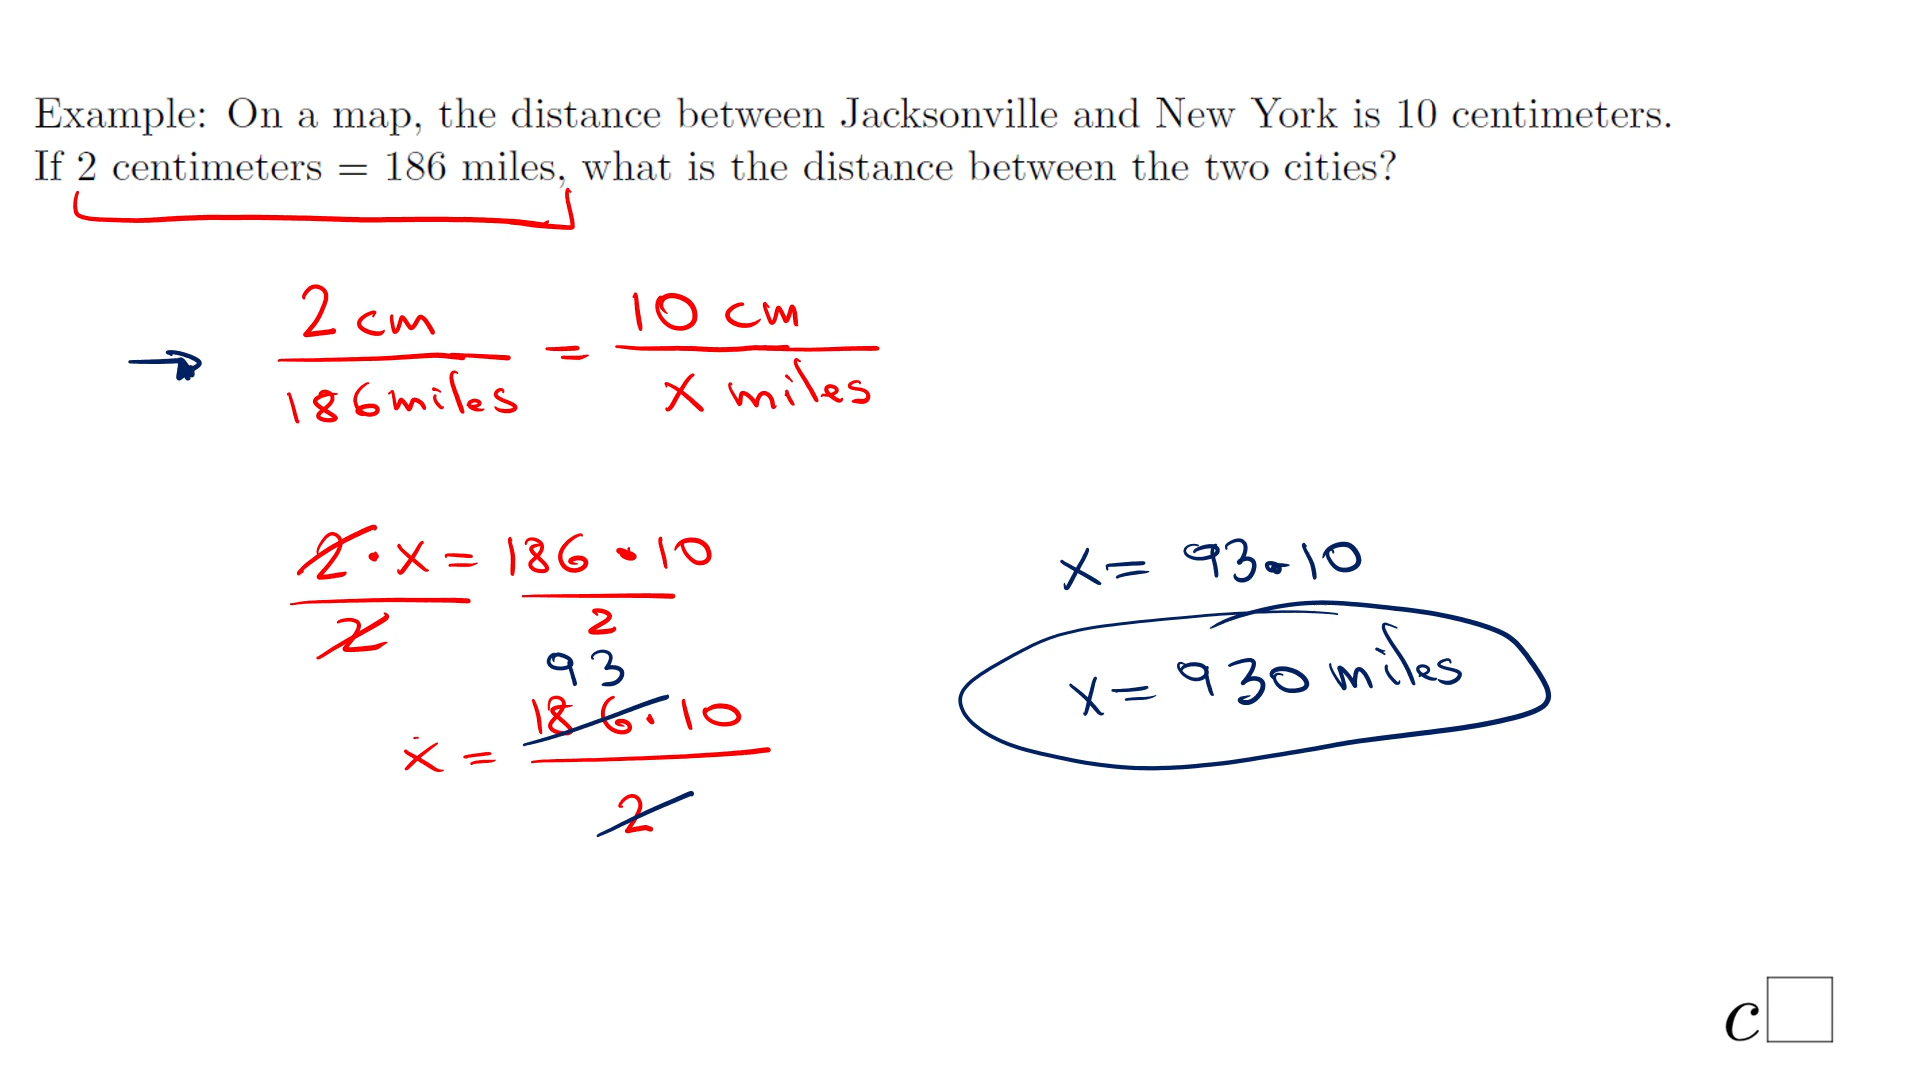 Example: On a map, the distance between Jacksonville and New York is 10 centimeters.
If 2 centimeters = 186 miles, what is the distance between the two cities?
2 cm = 10 cm
186 miles x miles
2 · x = 186 · 10
2 2
93
x = 186 · 10
2
x = 93 · 10
x = 930 miles
c